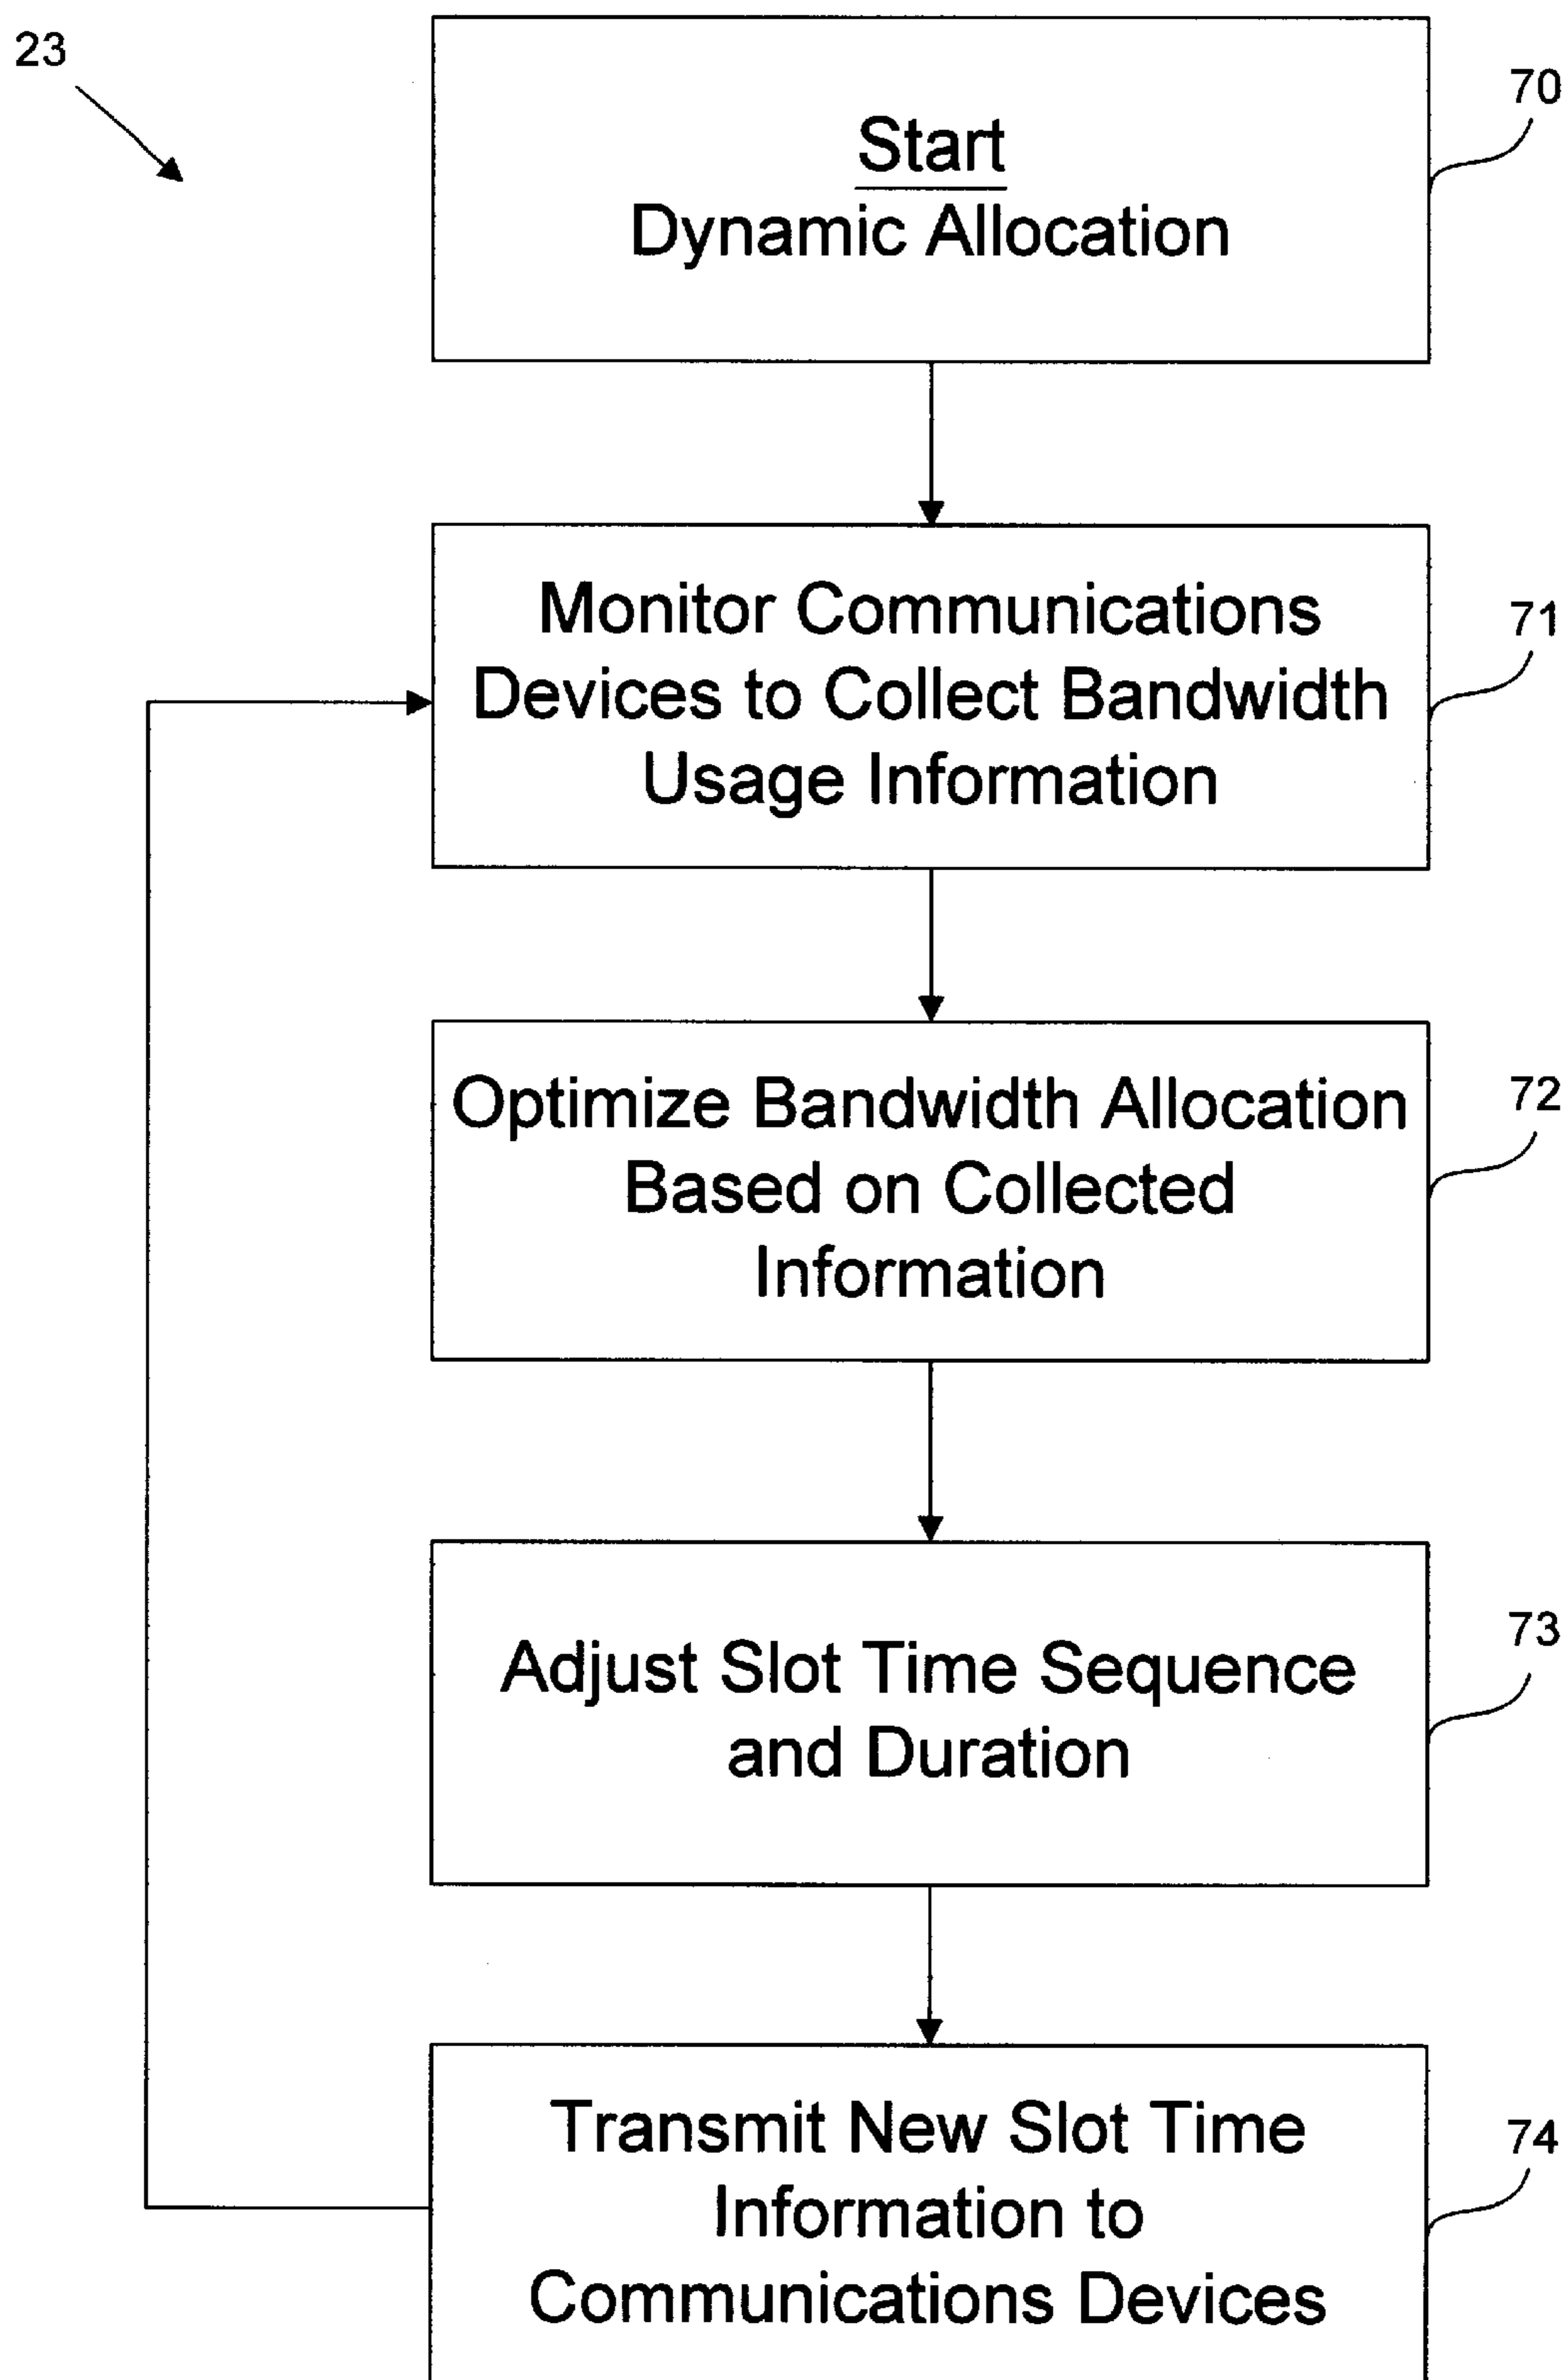 23
70
Start
Dynamic Allocation
71
Monitor Communications
Devices to Collect Bandwidth
Usage Information
72
Optimize Bandwidth Allocation
Based on Collected
Information
73
Adjust Slot Time Sequence
and Duration
74
Transmit New Slot Time
Information to
Communications Devices